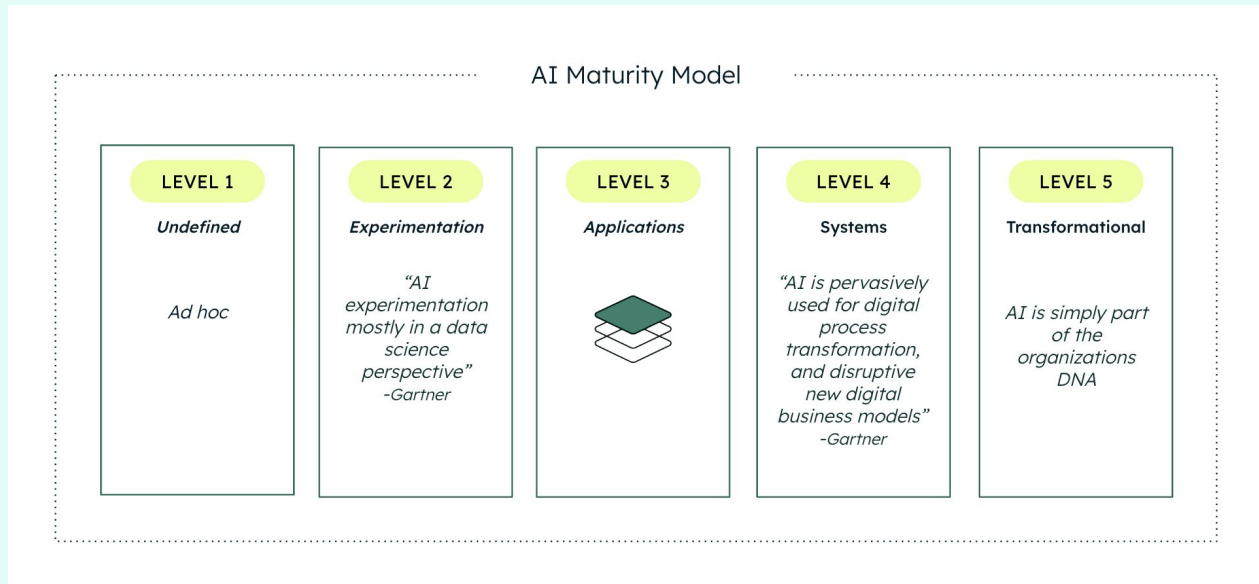 AI Maturity Model
LEVEL 1
Undefined
Ad hoc
LEVEL 2
Experimentation
“AI
experimentation
mostly in a data
science
perspective”
-Gartner
LEVEL 3
Applications
LEVEL 4
Systems
“AI is pervasively
used for digital
process
transformation,
and disruptive
new digital
business models”
-Gartner
LEVEL 5
Transformational
AI is simply part
of the
organizations
DNA